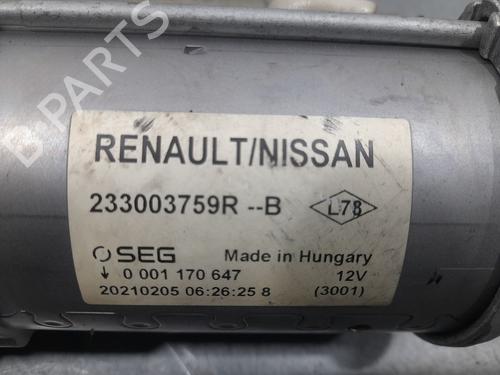 RENAULT/NISSAN
233003759R --B L78
SEG Made in Hungary
0 001 170 647 12V
20210205 06:26:25 8 (3001)
B-PARTS